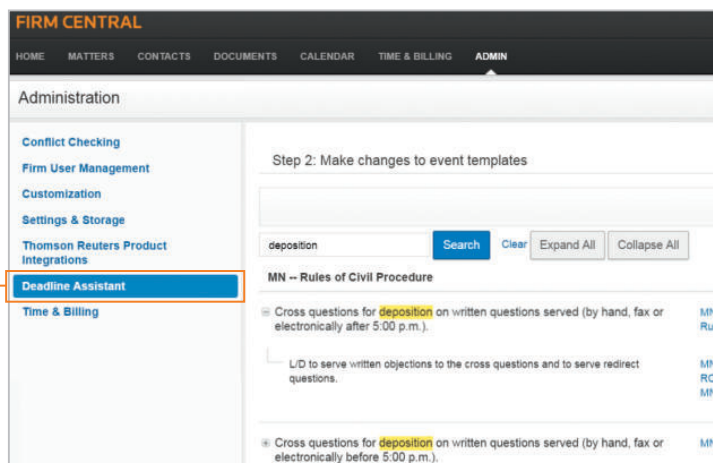 FIRM CENTRAL
HOME MATTERS CONTACTS DOCUMENTS CALENDAR TIME & BILLING ADMIN
Administration
Conflict Checking
Firm User Management
Customization
Settings & Storage
Thomson Reuters Product
Integrations
Deadline Assistant
Time & Billing
Step 2: Make changes to event templates
deposition Search Clear Expand All Collapse All
MN -- Rules of Civil Procedure
Cross questions for deposition on written questions served (by hand, fax or
electronically after 5:00 p.m.).
L/D to serve written objections to the cross questions and to serve redirect
questions.
Cross questions for deposition on written questions served (by hand, fax or
electronically before 5:00 p.m.).